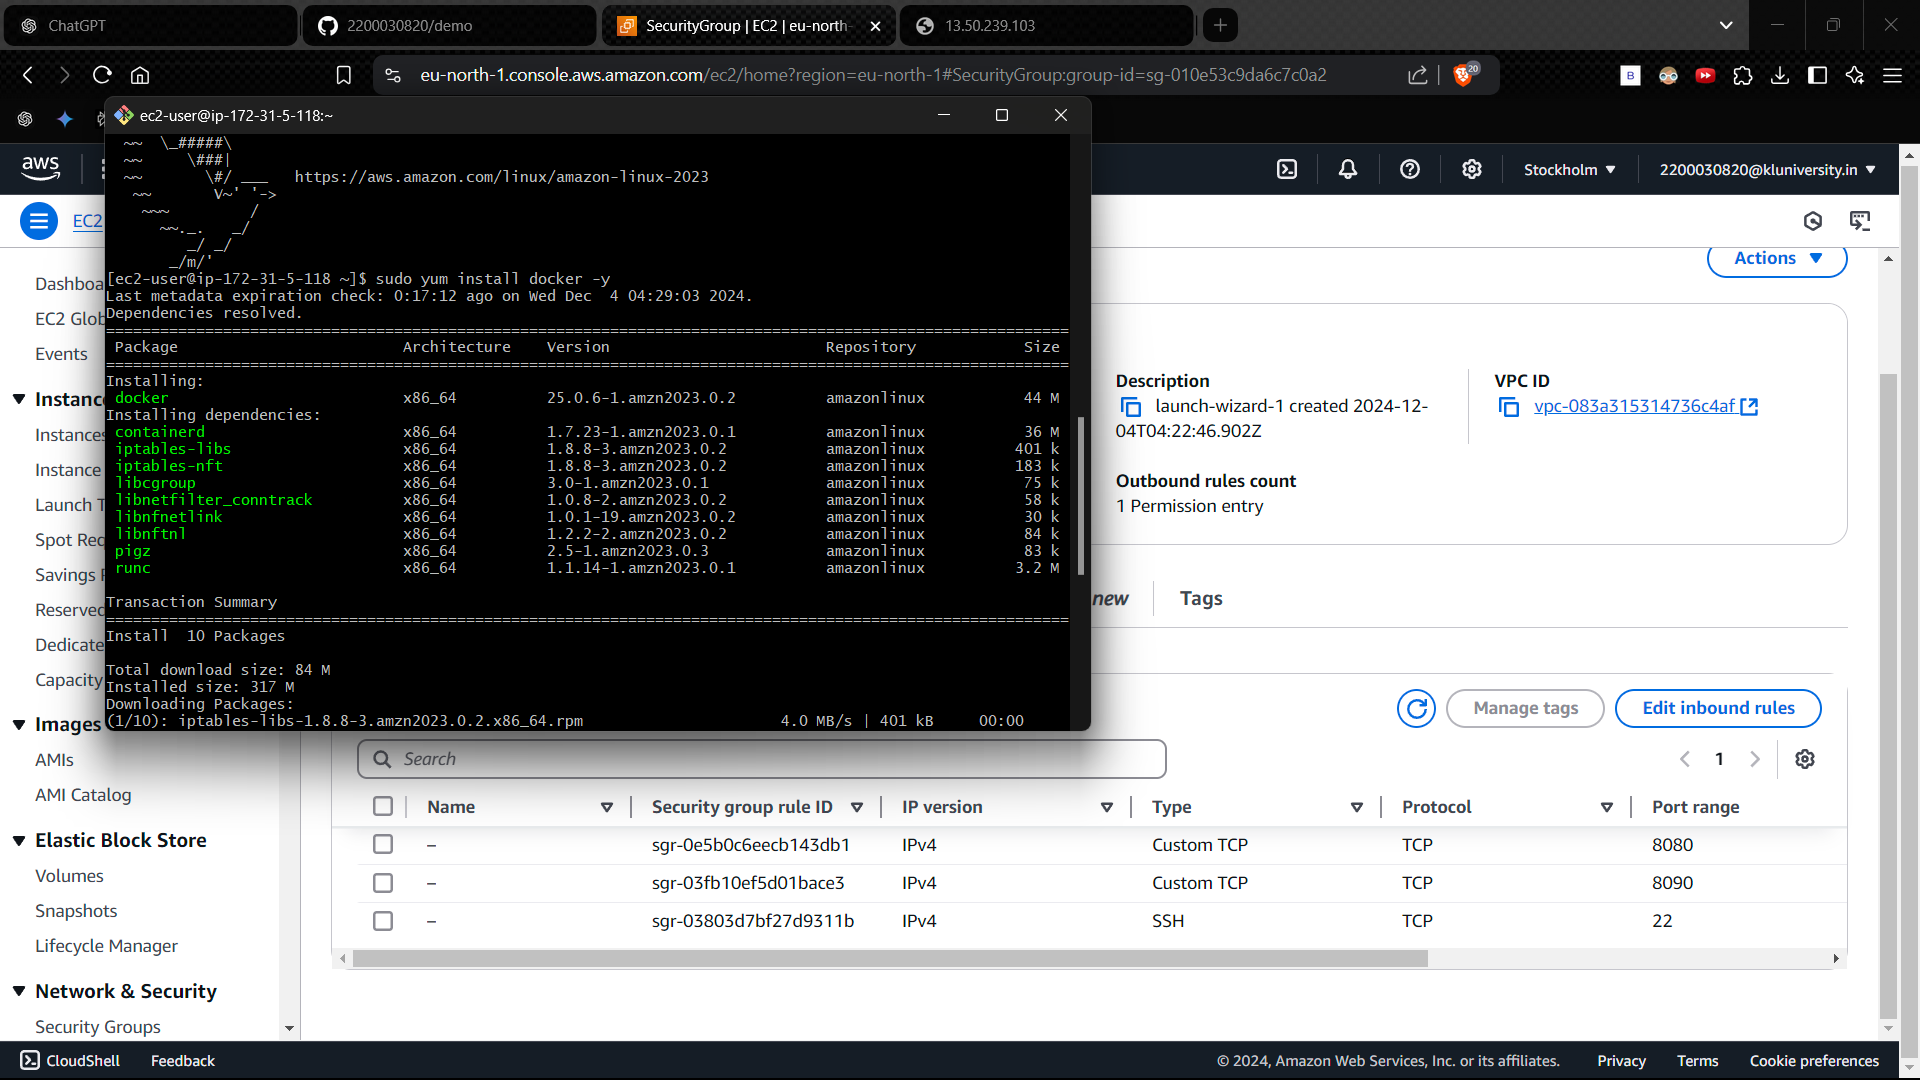 ChatGPT
2200030820/demo
SecurityGroup | EC2 | eu-north-
13.50.239.103
eu-north-1.console.aws.amazon.com/ec2/home?region=eu-north-1#SecurityGroup:group-id=sg-010e53c9da6c7c0a2
20
B
ec2-user@ip-172-31-5-118:~
aws
Stockholm
2200030820@kluniversity.in
EC2
~~  \_#####\
~~     \###|
~~       \#/ ___   https://aws.amazon.com/linux/amazon-linux-2023
~~       V~' '->
~~~         /
~~._.   _/
_/ _/
_/m/'
[ec2-user@ip-172-31-5-118 ~]$ sudo yum install docker -y
Last metadata expiration check: 0:17:12 ago on Wed Dec  4 04:29:03 2024.
Dependencies resolved.
Package Architecture Version Repository Size
Installing:
docker x86_64 25.0.6-1.amzn2023.0.2 amazonlinux 44 M
Installing dependencies:
containerd x86_64 1.7.23-1.amzn2023.0.1 amazonlinux 36 M
iptables-libs x86_64 1.8.8-3.amzn2023.0.2 amazonlinux 401 k
iptables-nft x86_64 1.8.8-3.amzn2023.0.2 amazonlinux 183 k
libcgroup x86_64 3.0-1.amzn2023.0.1 amazonlinux 75 k
libnetfilter_conntrack x86_64 1.0.8-2.amzn2023.0.2 amazonlinux 58 k
libnfnetlink x86_64 1.0.1-19.amzn2023.0.2 amazonlinux 30 k
libnftnl x86_64 1.2.2-2.amzn2023.0.2 amazonlinux 84 k
pigz x86_64 2.5-1.amzn2023.0.3 amazonlinux 83 k
runc x86_64 1.1.14-1.amzn2023.0.1 amazonlinux 3.2 M
Transaction Summary
Install  10 Packages
Total download size: 84 M
Installed size: 317 M
Downloading Packages:
(1/10): iptables-libs-1.8.8-3.amzn2023.0.2.x86_64.rpm 4.0 MB/s | 401 kB 00:00
Dashboa
EC2 Glob
Events
Instanc
Instances
Instance
Launch T
Spot Req
Savings P
Reserved
Dedicate
Capacity
Images
AMIs
AMI Catalog
Elastic Block Store
Volumes
Snapshots
Lifecycle Manager
Network & Security
Security Groups
Actions
Description
launch-wizard-1 created 2024-12-
04T04:22:46.902Z
VPC ID
vpc-083a315314736c4af
Outbound rules count
1 Permission entry
new
Tags
Manage tags
Edit inbound rules
Search
1
Name Security group rule ID IP version Type Protocol Port range
– sgr-0e5b0c6eecb143db1 IPv4 Custom TCP TCP 8080
– sgr-03fb10ef5d01bace3 IPv4 Custom TCP TCP 8090
– sgr-03803d7bf27d9311b IPv4 SSH TCP 22
CloudShell
Feedback
© 2024, Amazon Web Services, Inc. or its affiliates.
Privacy
Terms
Cookie preferences